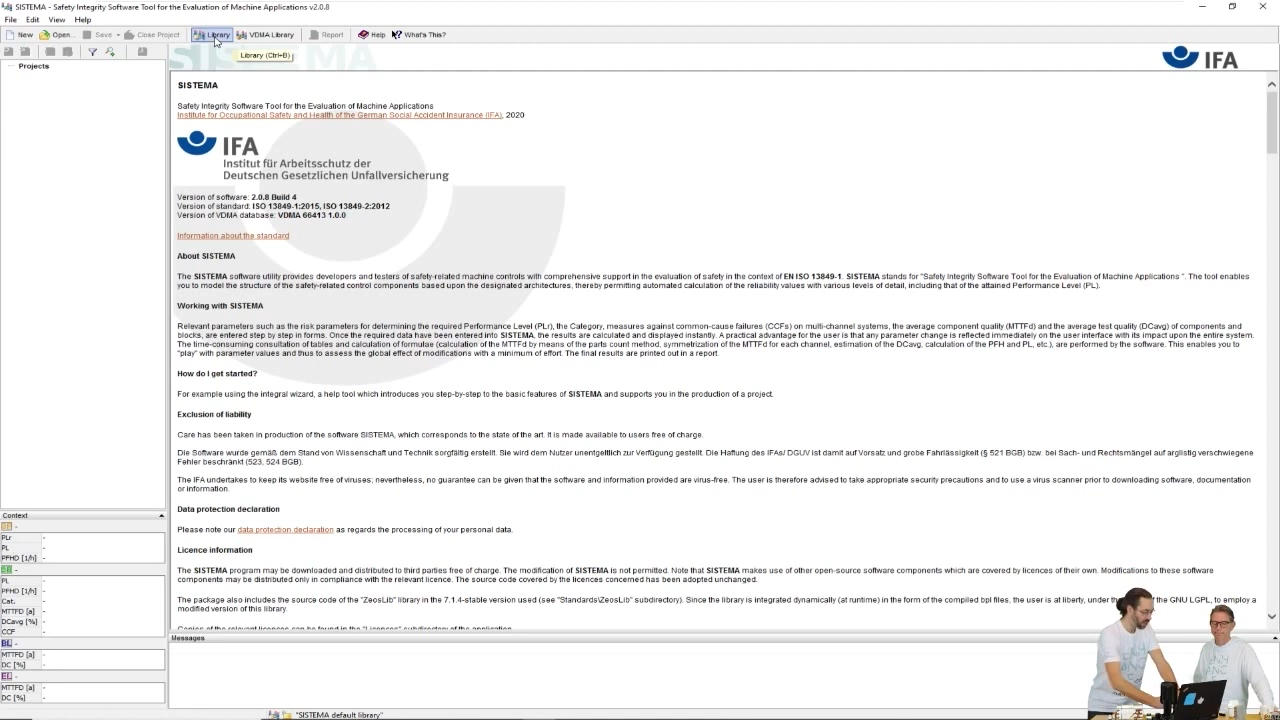 SISTEMA - Safety Integrity Software Tool for the Evaluation of Machine Applications v2.0.8
File Edit View Help
New Open... Save Close Project Library VDMA Library Report Help What's This?
Library (Ctrl+B)
SISTEMA
IFA
Projects
SISTEMA
Safety Integrity Software Tool for the Evaluation of Machine Applications
Institute for Occupational Safety and Health of the German Social Accident Insurance (IFA), 2020
IFA
Institut für Arbeitsschutz der
Deutschen Gesetzlichen Unfallversicherung
Version of software: 2.0.8 Build 4
Version of standard: ISO 13849-1:2015, ISO 13849-2:2012
Version of VDMA database: VDMA 66413 1.0.0
Information about the standard
About SISTEMA
The SISTEMA software utility provides developers and testers of safety-related machine controls with comprehensive support in the evaluation of safety in the context of EN ISO 13849-1. SISTEMA stands for "Safety Integrity Software Tool for the Evaluation of Machine Applications ". The tool enables
you to model the structure of the safety-related control components based upon the designated architectures, thereby permitting automated calculation of the reliability values with various levels of detail, including that of the attained Performance Level (PL).
Working with SISTEMA
Relevant parameters such as the risk parameters for determining the required Performance Level (PLr), the Category, measures against common-cause failures (CCFs) on multi-channel systems, the average component quality (MTTFd) and the average test quality (DCavg) of components and
blocks, are entered step by step in forms. Once the required data have been entered into SISTEMA, the results are calculated and displayed instantly. A practical advantage for the user is that any parameter change is reflected immediately on the user interface with its impact upon the entire system.
The time-consuming consultation of tables and calculation of formulae (calculation of the MTTFd by means of the parts count method, symmetrization of the MTTFd for each channel, estimation of the DCavg, calculation of the PFH and PL, etc.), are performed by the software. This enables you to
"play" with parameter values and thus to assess the global effect of modifications with a minimum of effort. The final results are printed out in a report.
How do I get started?
For example using the integral wizard, a help tool which introduces you step-by-step to the basic features of SISTEMA and supports you in the production of a project.
Exclusion of liability
Care has been taken in production of the software SISTEMA, which corresponds to the state of the art. It is made available to users free of charge.
Die Software wurde gemäß dem Stand von Wissenschaft und Technik sorgfältig erstellt. Sie wird dem Nutzer unentgeltlich zur Verfügung gestellt. Die Haftung des IFAs/ DGUV ist damit auf Vorsatz und grobe Fahrlässigkeit (§ 521 BGB) bzw. bei Sach- und Rechtsmängel auf arglistig verschwiegene
Fehler beschränkt (523, 524 BGB).
The IFA undertakes to keep its website free of viruses; nevertheless, no guarantee can be given that the software and information provided are virus-free. The user is therefore advised to take appropriate security precautions and to use a virus scanner prior to downloading software, documentation
or information.
Data protection declaration
Please note our data protection declaration as regards the processing of your personal data.
Licence information
The SISTEMA program may be downloaded and distributed to third parties free of charge. The modification of SISTEMA is not permitted. Note that SISTEMA makes use of other open-source software components which are covered by licences of their own. Modifications to these software
components may be distributed only in compliance with the relevant licence. The source code covered by the licences concerned has been adopted unchanged.
The package also includes the source code of the "ZeosLib" library in the 7.1.4-stable version used (see "Standards\ZeosLib" subdirectory). Since the library is integrated dynamically (at runtime) in the form of the compiled bpl files, the user is at liberty, under the of the GNU LGPL, to employ a
modified version of this library.
Copies of the relevant licences can be found in the "Licences" subdirectory of the application.
Context
-
PLr -
PL -
PFHD [1/h] -
-
PL -
PFHD [1/h] -
Cat. -
MTTFD [a] -
DCavg [%] -
CCF -
BL -
MTTFD [a] -
DC [%] -
EL -
MTTFD [a] -
DC [%] -
Messages
"SISTEMA default library"